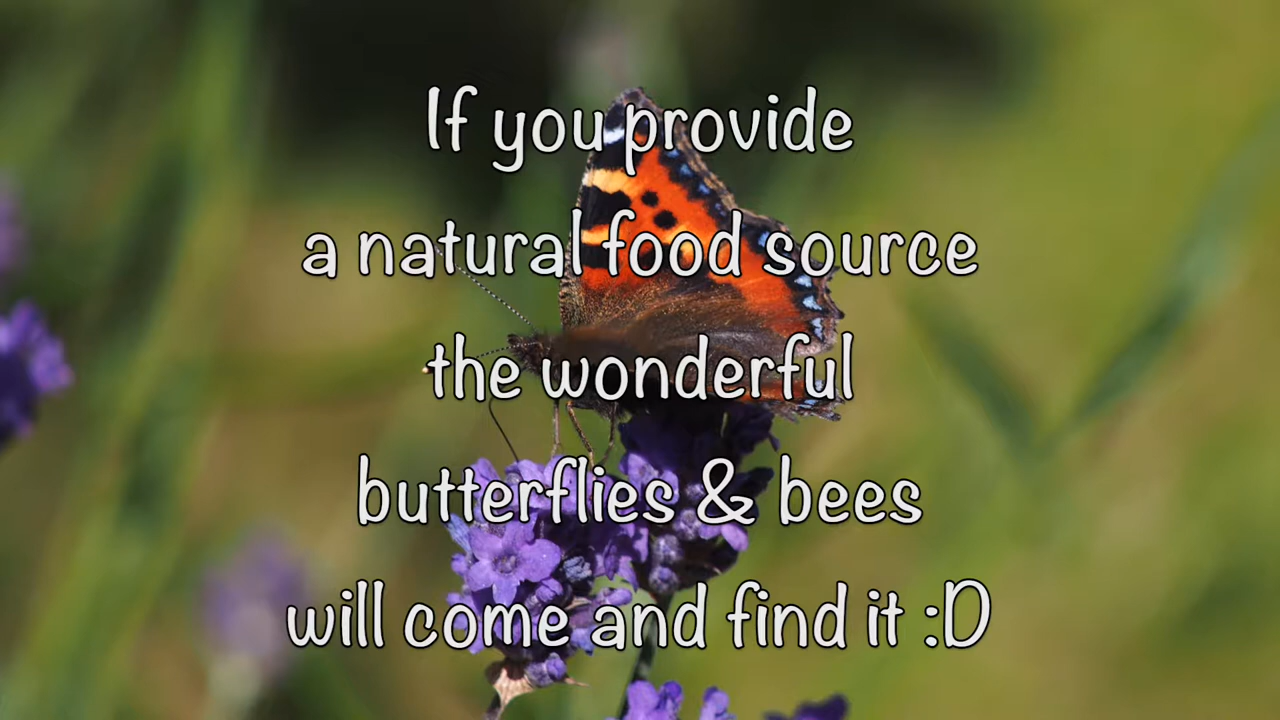 If you provide
a natural food source
the wonderful
butterflies & bees
will come and find it :D